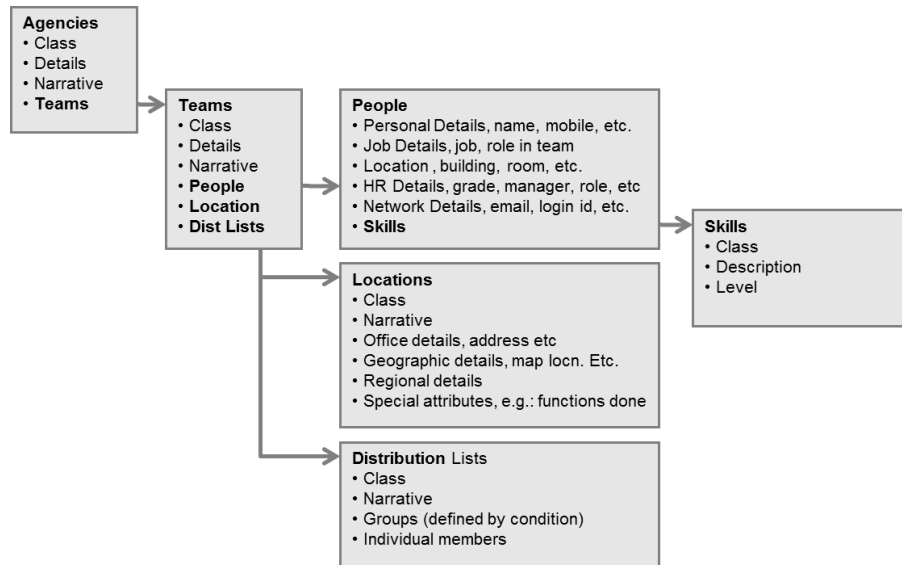 Agencies
• Class
• Details
• Narrative
• Teams
Teams
• Class
• Details
• Narrative
• People
• Location
• Dist Lists
People
• Personal Details, name, mobile, etc.
• Job Details, job, role in team
• Location , building, room, etc.
• HR Details, grade, manager, role, etc
• Network Details, email, login id, etc.
• Skills
Skills
• Class
• Description
• Level
Locations
• Class
• Narrative
• Office details, address etc
• Geographic details, map locn. Etc.
• Regional details
• Special attributes, e.g.: functions done
Distribution Lists
• Class
• Narrative
• Groups (defined by condition)
• Individual members